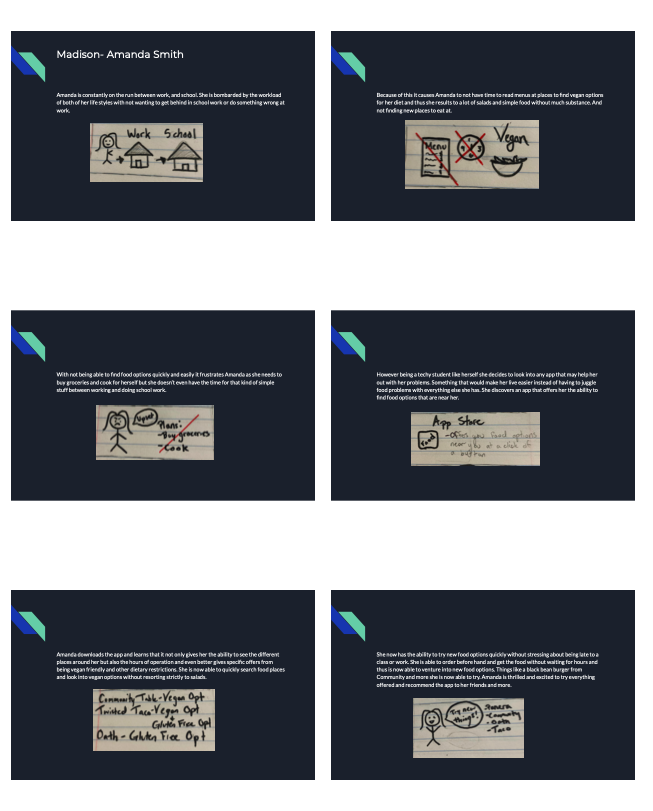 Madison- Amanda Smith
Amanda is constantly on the run between work, and school. She is bombarded by the workload
of both of her life styles with not wanting to get behind in school work or do something wrong at
work.
Work School
Because of this it causes Amanda to not have time to read menus at places to find vegan options
for her diet and thus she results to a lot of salads and simple food without much substance. And
not finding new places to eat at.
Menu
Vegan
With not being able to find food options quickly and easily it frustrates Amanda as she needs to
buy groceries and cook for herself but she doesn't even have the time for that kind of simple
stuff between working and doing school work.
Upset
Plans:
-Buy groceries
-Cook
However being a techy student like herself she decides to look into any app that may help her
out with her problems. Something that would make her live easier instead of having to juggle
food problems with everything else she has. She discovers an app that offers her the ability to
find food options that are near her.
App Store
Food
-Offers you food options
near you at a click of
a button
Amanda downloads the app and learns that it not only gives her the ability to see the different
places around her but also the hours of operation and even better gives specific offers from
being vegan friendly and other dietary restrictions. She is now able to quickly search food places
and look into vegan options without resorting strictly to salads.
Community Table-Vegan Opt
Twisted Taco-Vegan Opt
Gluten Free Opt
Oath - Gluten Free Opt
She now has the ability to try new food options quickly without stressing about being late to a
class or work. She is able to order before hand and get the food without waiting for hours and
thus is now able to venture into new food options. Things like a black bean burger from
Community and more she is now able to try. Amanda is thrilled and excited to try everything
offered and recommend the app to her friends and more.
Try new
things!
-Community
-Oath
-Taco